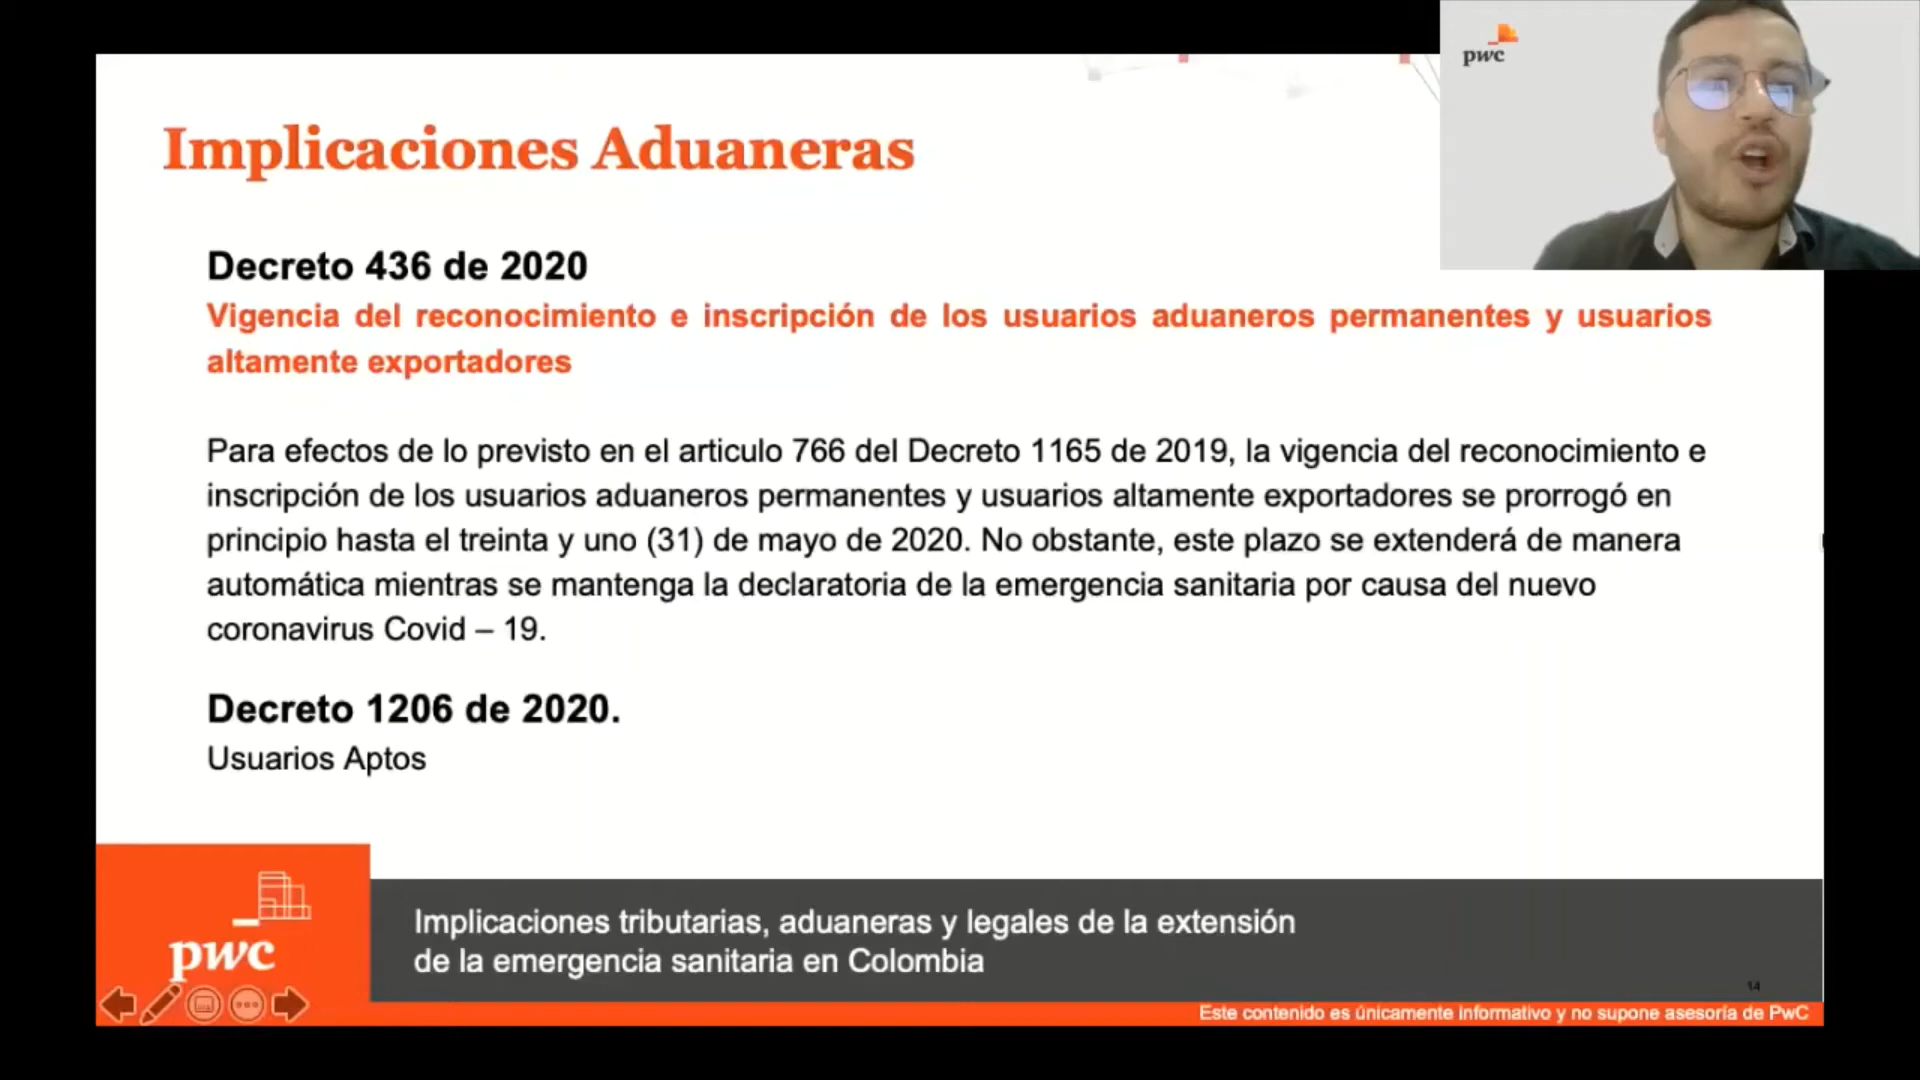 pwc
Implicaciones Aduaneras
Decreto 436 de 2020
Vigencia del reconocimiento e inscripción de los usuarios aduaneros permanentes y usuarios
altamente exportadores
Para efectos de lo previsto en el articulo 766 del Decreto 1165 de 2019, la vigencia del reconocimiento e
inscripción de los usuarios aduaneros permanentes y usuarios altamente exportadores se prorrogó en
principio hasta el treinta y uno (31) de mayo de 2020. No obstante, este plazo se extenderá de manera
automática mientras se mantenga la declaratoria de la emergencia sanitaria por causa del nuevo
coronavirus Covid – 19.
Decreto 1206 de 2020.
Usuarios Aptos
pwc
Implicaciones tributarias, aduaneras y legales de la extensión
de la emergencia sanitaria en Colombia
14
Este contenido es únicamente informativo y no supone asesoría de PwC